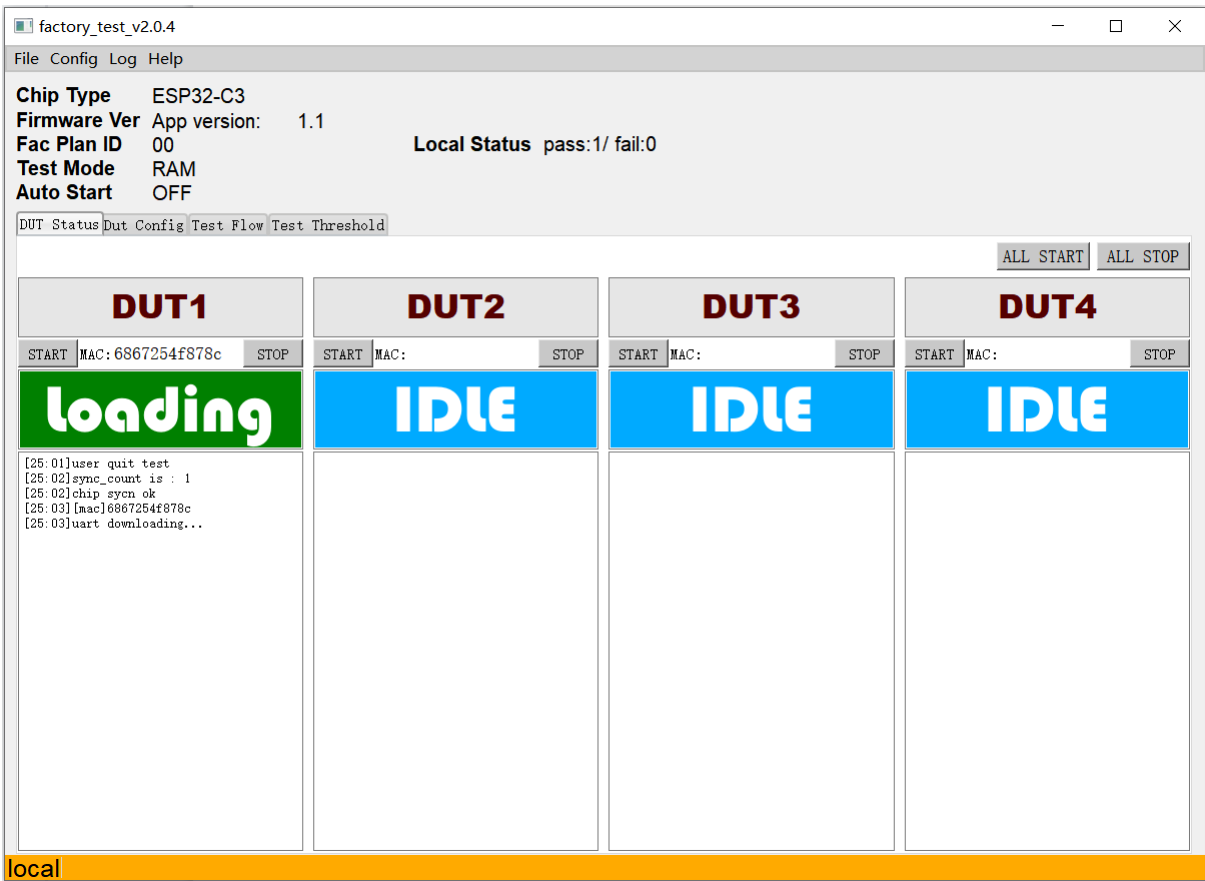 factory_test_v2.0.4
File Config Log Help
Chip Type ESP32-C3
Firmware Ver App version: 1.1
Fac Plan ID 00 Local Status pass:1/ fail:0
Test Mode RAM
Auto Start OFF
DUT Status Dut Config Test Flow Test Threshold
ALL START ALL STOP
DUT1 DUT2 DUT3 DUT4
START MAC:6867254f878c STOP START MAC: STOP START MAC: STOP START MAC: STOP
Loading IDLE IDLE IDLE
[25:01]user quit test
[25:02]sync_count is : 1
[25:02]chip sycn ok
[25:03][mac]6867254f878c
[25:03]uart downloading...
local